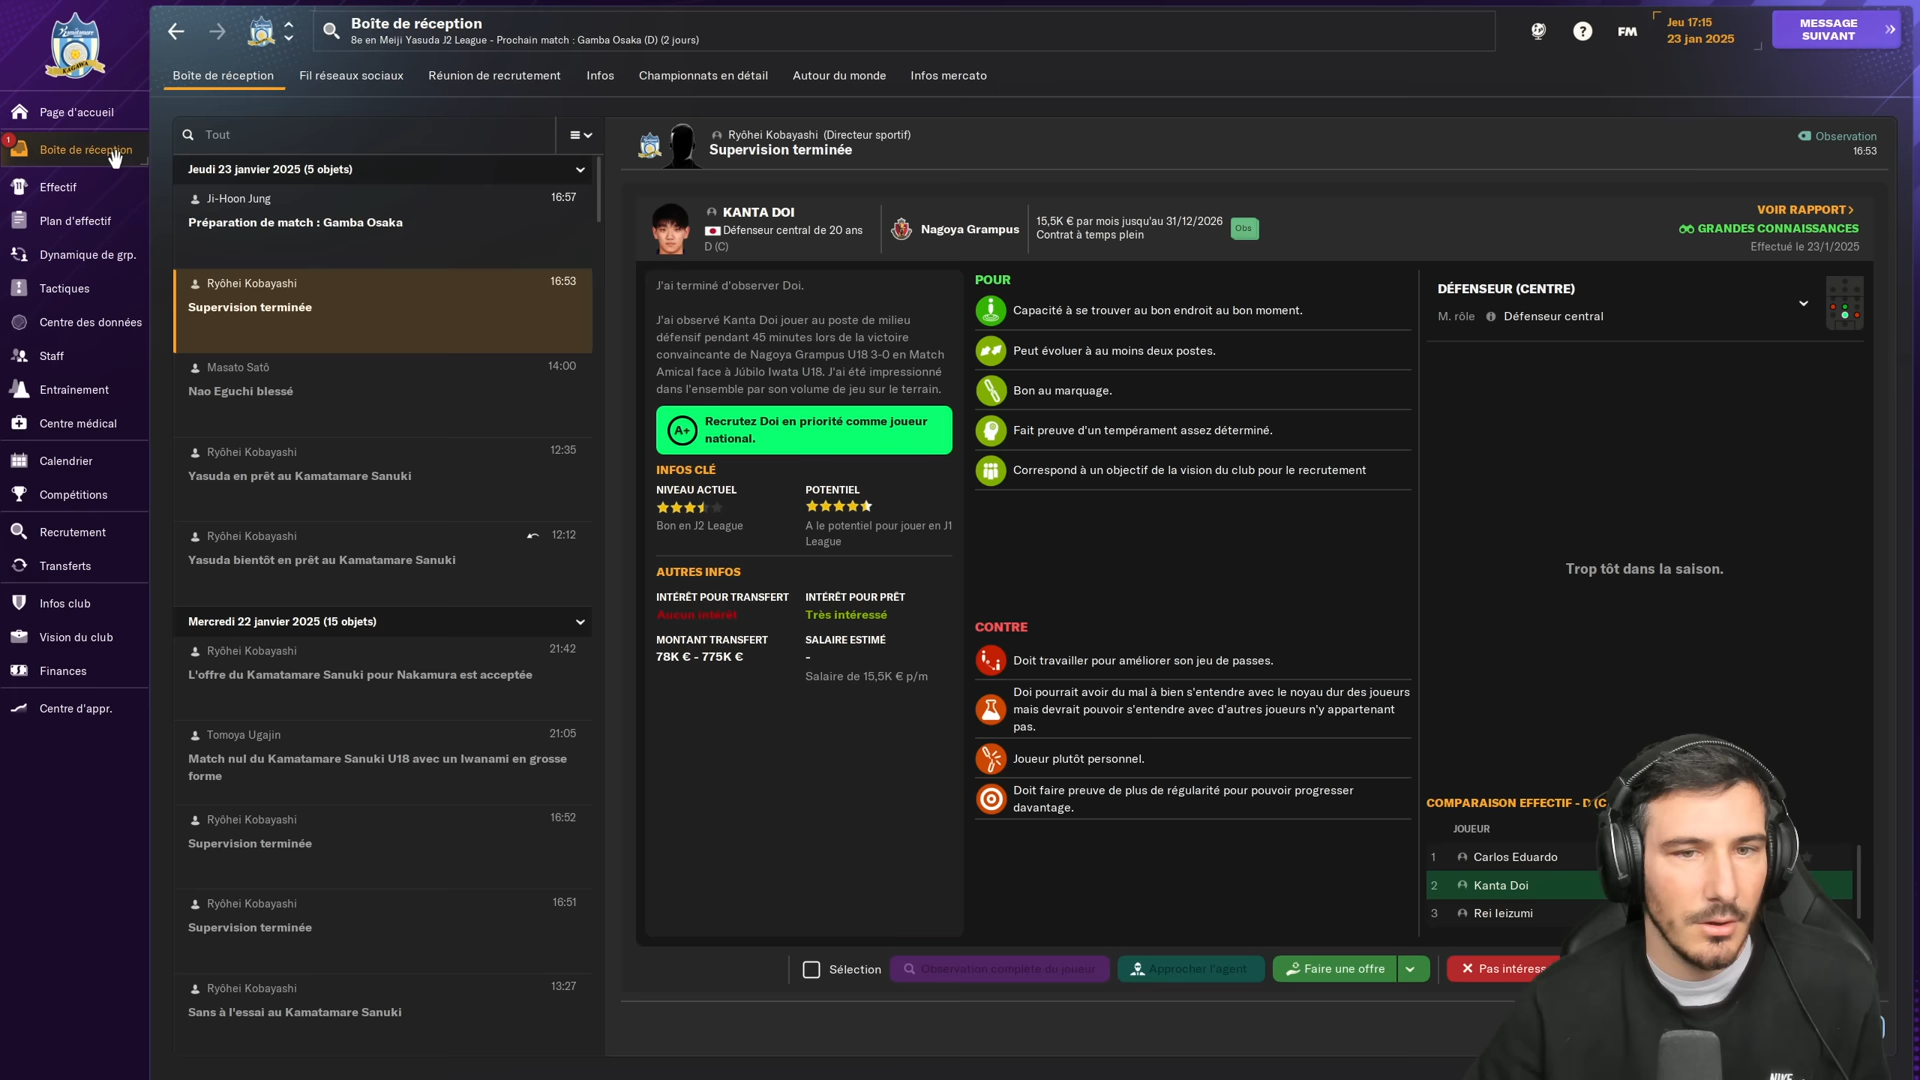 Boîte de réception
8e en Meiji Yasuda J2 League - Prochain match : Gamba Osaka (D) (2 jours)
FM
Jeu 17:15
23 jan 2025
MESSAGE
SUIVANT
Boîte de réception
Fil réseaux sociaux
Réunion de recrutement
Infos
Championnats en détail
Autour du monde
Infos mercato
KAGAWA
Page d'accueil
1
Boîte de réception
Effectif
Plan d'effectif
Dynamique de grp.
Tactiques
Centre des données
Staff
Entraînement
Centre médical
Calendrier
Compétitions
Recrutement
Transferts
Infos club
Vision du club
Finances
Centre d'appr.
Tout
Jeudi 23 janvier 2025 (5 objets)
Ji-Hoon Jung
16:57
Préparation de match : Gamba Osaka
Ryôhei Kobayashi
16:53
Supervision terminée
Masato Satô
14:00
Nao Eguchi blessé
Ryôhei Kobayashi
12:35
Yasuda en prêt au Kamatamare Sanuki
Ryôhei Kobayashi
12:12
Yasuda bientôt en prêt au Kamatamare Sanuki
Mercredi 22 janvier 2025 (15 objets)
Ryôhei Kobayashi
21:42
L'offre du Kamatamare Sanuki pour Nakamura est acceptée
Tomoya Ugajin
21:05
Match nul du Kamatamare Sanuki U18 avec un Iwanami en grosse
forme
Ryôhei Kobayashi
16:52
Supervision terminée
Ryôhei Kobayashi
16:51
Supervision terminée
Ryôhei Kobayashi
13:27
Sans à l'essai au Kamatamare Sanuki
Ryôhei Kobayashi (Directeur sportif)
Supervision terminée
Observation
16:53
KANTA DOI
Défenseur central de 20 ans
D (C)
Nagoya Grampus
15,5K € par mois jusqu'au 31/12/2026
Contrat à temps plein
Obs
VOIR RAPPORT
GRANDES CONNAISSANCES
Effectué le 23/1/2025
J'ai terminé d'observer Doi.
J'ai observé Kanta Doi jouer au poste de milieu
défensif pendant 45 minutes lors de la victoire
convaincante de Nagoya Grampus U18 3-0 en Match
Amical face à Júbilo Iwata U18. J'ai été impressionné
dans l'ensemble par son volume de jeu sur le terrain.
A+
Recrutez Doi en priorité comme joueur
national.
INFOS CLÉ
NIVEAU ACTUEL
Bon en J2 League
POTENTIEL
A le potentiel pour jouer en J1
League
AUTRES INFOS
INTÉRÊT POUR TRANSFERT
Aucun intérêt
INTÉRÊT POUR PRÊT
Très intéressé
MONTANT TRANSFERT
78K € - 775K €
SALAIRE ESTIMÉ
-
Salaire de 15,5K € p/m
POUR
Capacité à se trouver au bon endroit au bon moment.
Peut évoluer à au moins deux postes.
Bon au marquage.
Fait preuve d'un tempérament assez déterminé.
Correspond à un objectif de la vision du club pour le recrutement
CONTRE
Doit travailler pour améliorer son jeu de passes.
Doi pourrait avoir du mal à bien s'entendre avec le noyau dur des joueurs
mais devrait pouvoir s'entendre avec d'autres joueurs n'y appartenant
pas.
Joueur plutôt personnel.
Doit faire preuve de plus de régularité pour pouvoir progresser
davantage.
DÉFENSEUR (CENTRE)
M. rôle
Défenseur central
Trop tôt dans la saison.
COMPARAISON EFFECTIF - D (C
JOUEUR
1 Carlos Eduardo
2 Kanta Doi
3 Rei Ieizumi
Sélection
Observation complète du joueur
Approcher l'agent
Faire une offre
Pas intéress
NIKE